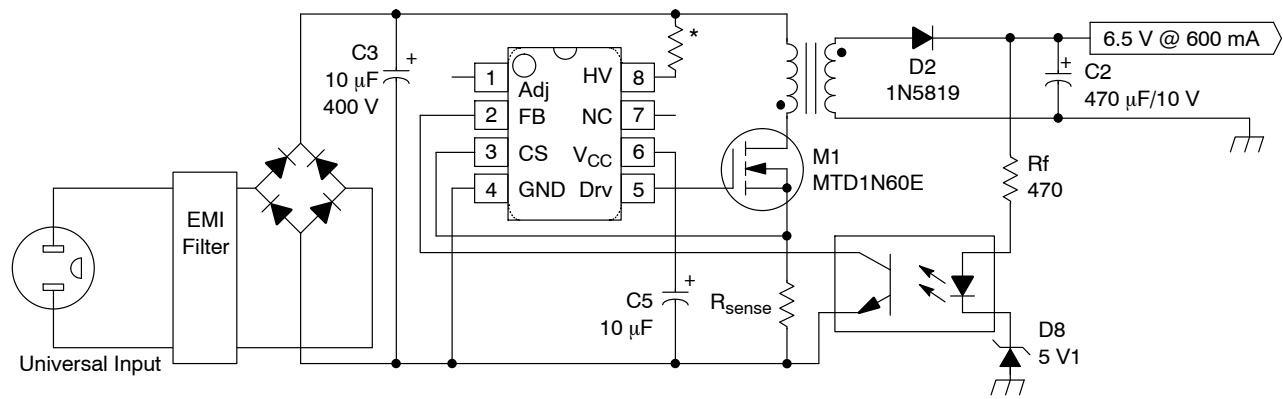 C3
10 μF
400 V
+
*
6.5 V @ 600 mA
1
Adj
HV
8
2
FB
NC
7
3
CS
VCC
6
4
GND
Drv
5
D2
1N5819
+
C2
470 μF/10 V
M1
MTD1N60E
Rf
470
EMI
Filter
Universal Input
C5
10 μF
+
Rsense
D8
5 V1